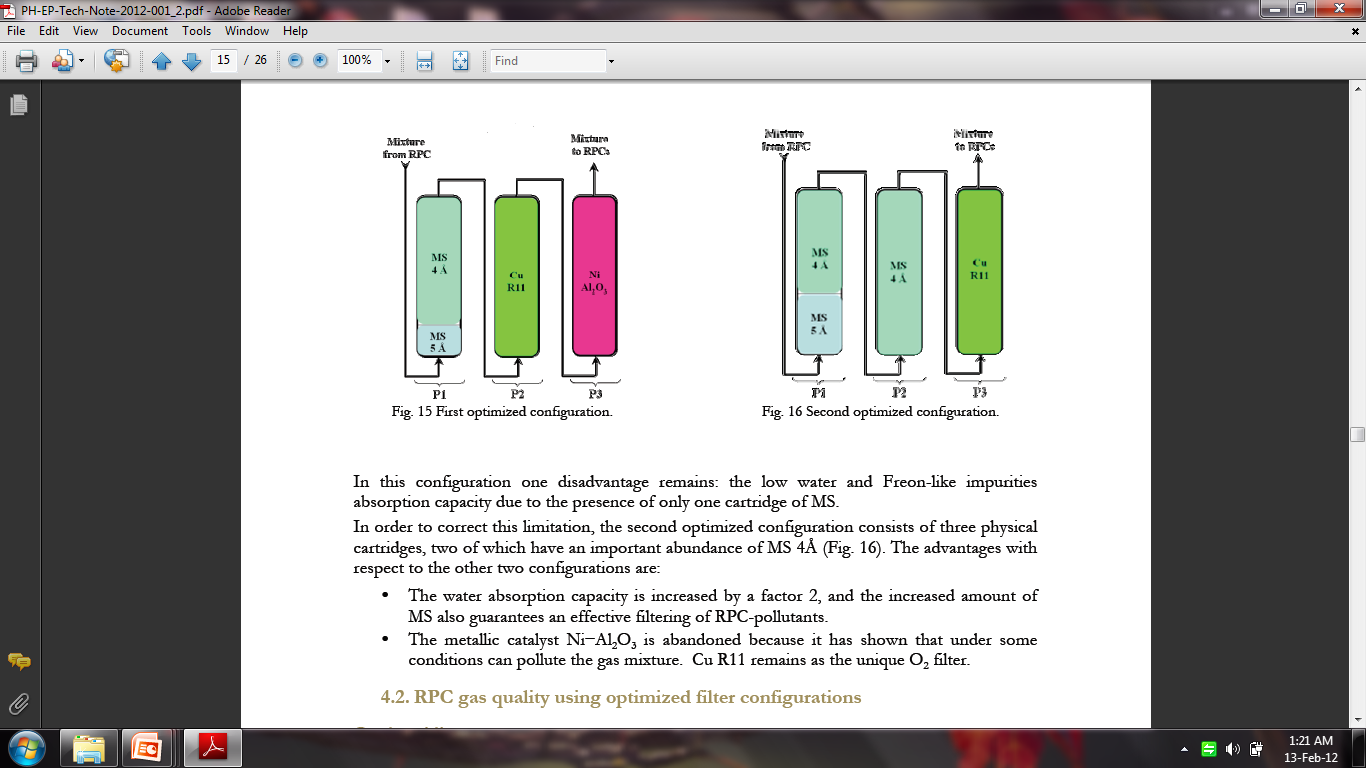 PH-EP-Tech-Note-2012-001_2.pdf - Adobe Reader
File Edit View Document Tools Window Help
15 / 26 100% Find
Mixture
from RPC
Mixture
to RPCs
MS
4 Å
MS
5 Å
Cu
R11
Ni
Al2O3
P1 P2 P3
Fig. 15 First optimized configuration.
Mixture
from RPC
Mixture
to RPCs
MS
4 Å
MS
5 Å
MS
4 Å
Cu
R11
P1 P2 P3
Fig. 16 Second optimized configuration.
In this configuration one disadvantage remains: the low water and Freon-like impurities
absorption capacity due to the presence of only one cartridge of MS.
In order to correct this limitation, the second optimized configuration consists of three physical
cartridges, two of which have an important abundance of MS 4Å (Fig. 16). The advantages with
respect to the other two configurations are:
• The water absorption capacity is increased by a factor 2, and the increased amount of
MS also guarantees an effective filtering of RPC-pollutants.
• The metallic catalyst Ni–Al2O3 is abandoned because it has shown that under some
conditions can pollute the gas mixture. Cu R11 remains as the unique O2 filter.
4.2. RPC gas quality using optimized filter configurations
1:21 AM
13-Feb-12